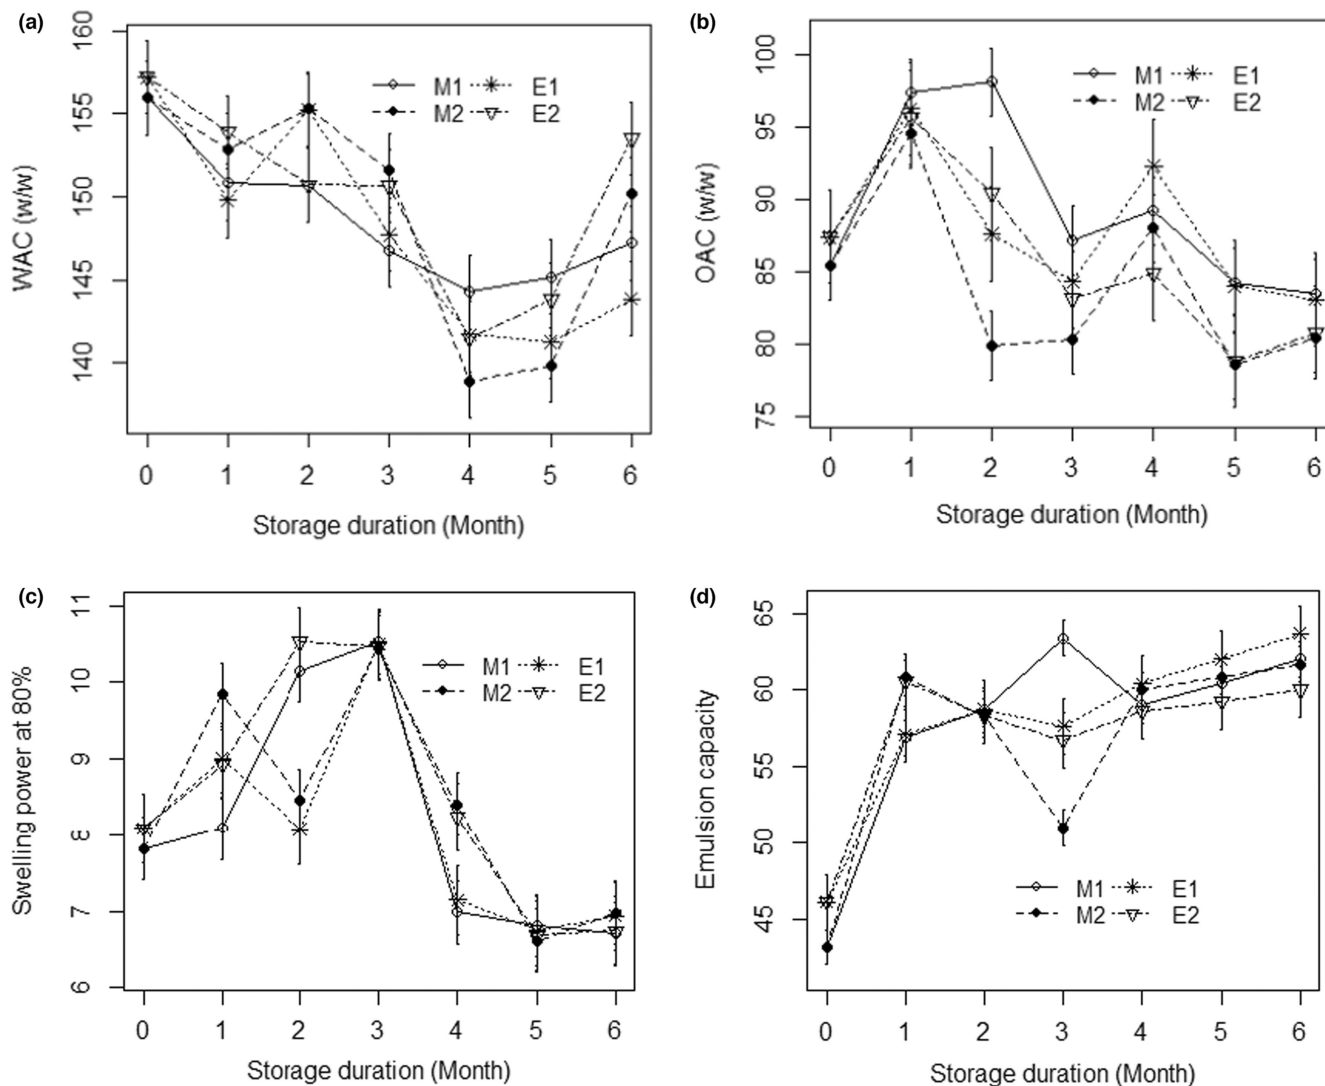 (a)
WAC (w/w)
160
155
150
145
140
M1 E1
M2 E2
0 1 2 3 4 5 6
Storage duration (Month)
(b)
OAC (w/w)
100
95
90
85
80
75
M1 E1
M2 E2
0 1 2 3 4 5 6
Storage duration (Month)
(c)
Swelling power at 80%
11
10
9
8
7
6
M1 E1
M2 E2
0 1 2 3 4 5 6
Storage duration (Month)
(d)
Emulsion capacity
65
60
55
50
45
M1 E1
M2 E2
0 1 2 3 4 5 6
Storage duration (Month)